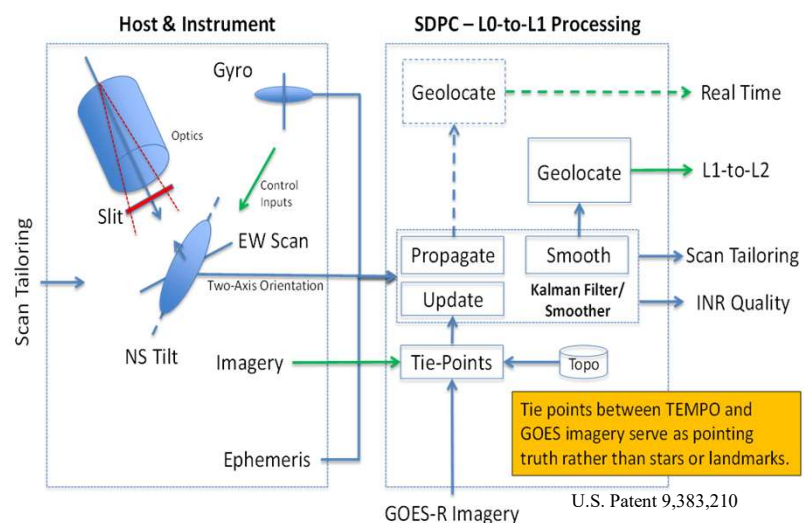 Host & Instrument
SDPC – L0-to-L1 Processing
Gyro
Optics
Slit
Control
Inputs
EW Scan
Two-Axis Orientation
NS Tilt
Scan Tailoring
Imagery
Ephemeris
Geolocate
Real Time
Geolocate
L1-to-L2
Propagate
Smooth
Scan Tailoring
Update
Kalman Filter/
Smoother
INR Quality
Tie-Points
Topo
Tie points between TEMPO and
GOES imagery serve as pointing
truth rather than stars or landmarks.
U.S. Patent 9,383,210
GOES-R Imagery